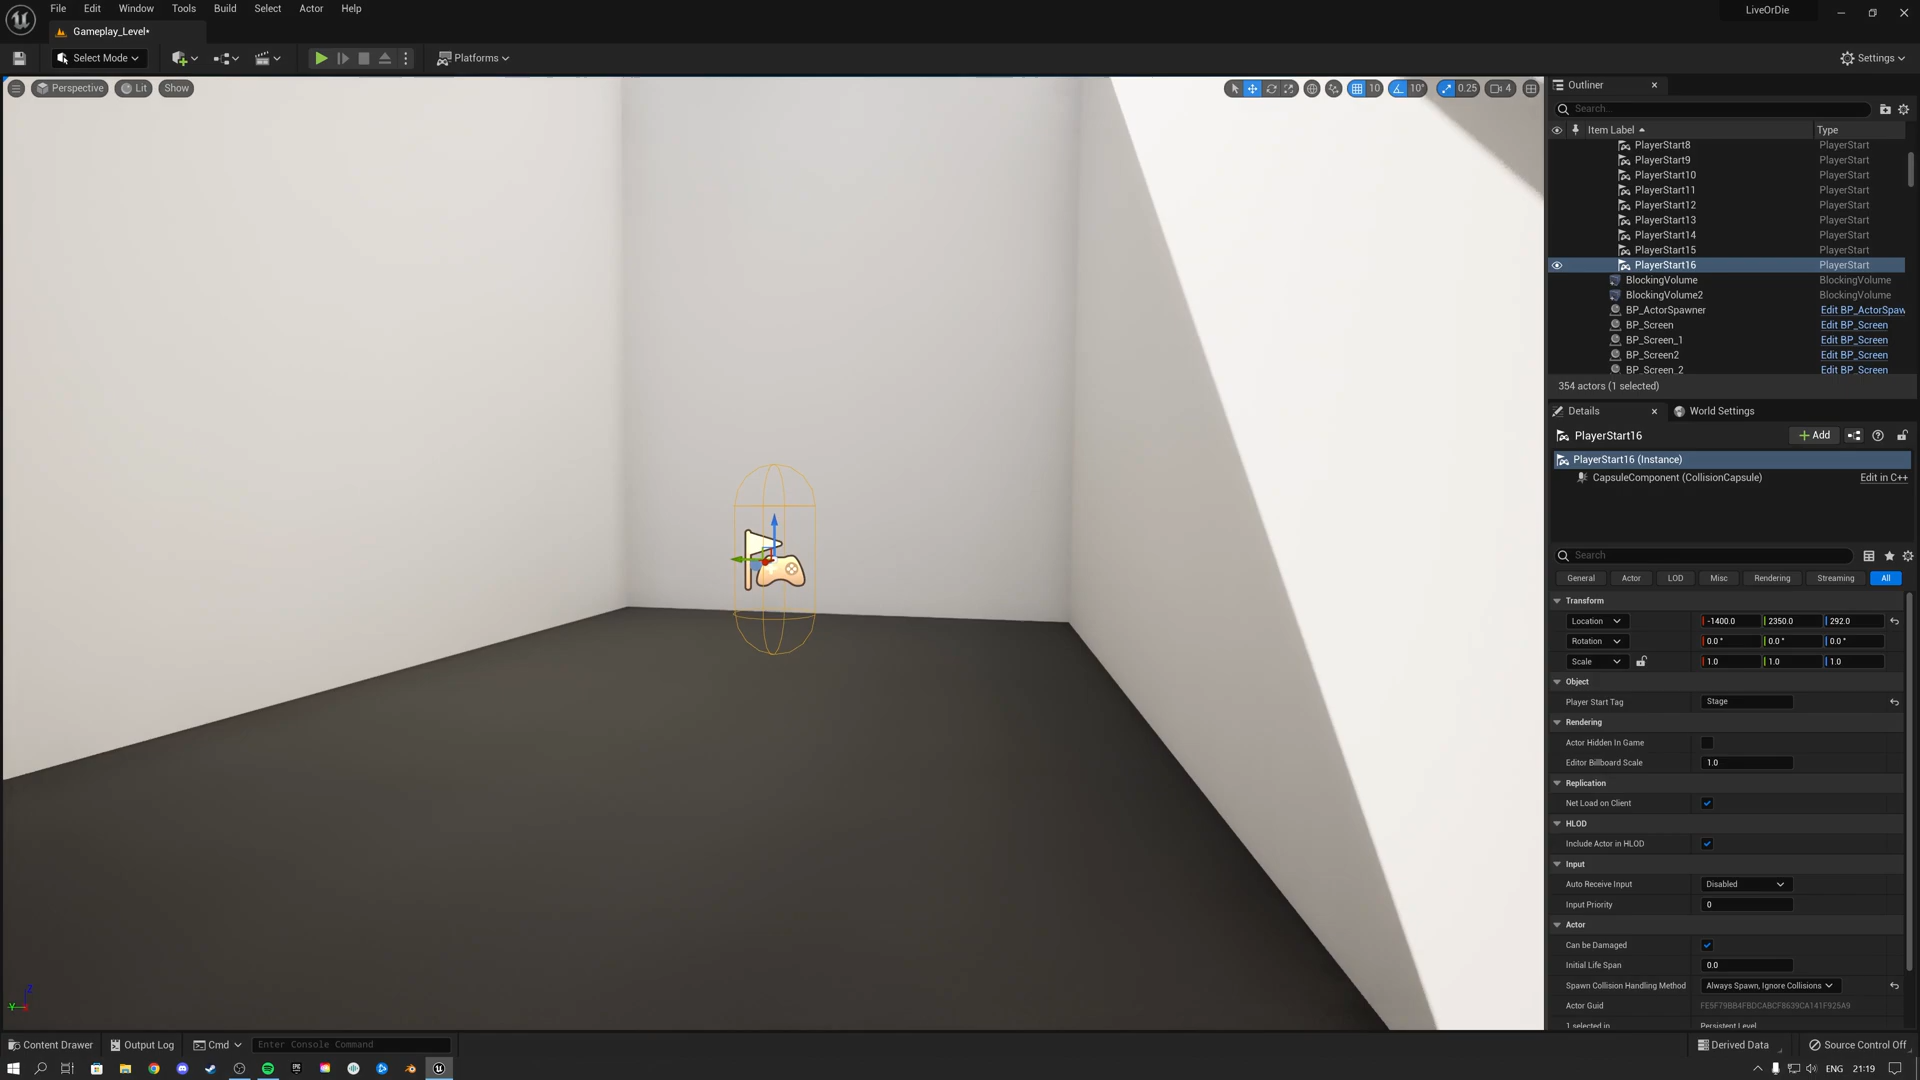 File Edit Window Tools Build Select Actor Help
LiveOrDie
Gameplay_Level*
Select Mode
Platforms
Settings
Perspective Lit Show
10 10° 0.25 4
Outliner
Search...
Item Label Type
PlayerStart8 PlayerStart
PlayerStart9 PlayerStart
PlayerStart10 PlayerStart
PlayerStart11 PlayerStart
PlayerStart12 PlayerStart
PlayerStart13 PlayerStart
PlayerStart14 PlayerStart
PlayerStart15 PlayerStart
PlayerStart16 PlayerStart
BlockingVolume BlockingVolume
BlockingVolume2 BlockingVolume
BP_ActorSpawner Edit BP_ActorSpaw
BP_Screen Edit BP_Screen
BP_Screen_1 Edit BP_Screen
BP_Screen2 Edit BP_Screen
BP_Screen_2 Edit BP_Screen
354 actors (1 selected)
Details World Settings
PlayerStart16 Add
PlayerStart16 (Instance)
CapsuleComponent (CollisionCapsule) Edit in C++
Search
General Actor LOD Misc Rendering Streaming All
Transform
Location -1400.0 2350.0 292.0
Rotation 0.0° 0.0° 0.0°
Scale 1.0 1.0 1.0
Object
Player Start Tag Stage
Rendering
Actor Hidden In Game
Editor Billboard Scale 1.0
Replication
Net Load on Client
HLOD
Include Actor in HLOD
Input
Auto Receive Input Disabled
Input Priority 0
Actor
Can be Damaged
Initial Life Span 0.0
Spawn Collision Handling Method Always Spawn, Ignore Collisions
Actor Guid FE5F79BB4FBDCABCF8639CA141F925A9
1 selected in Persistent Level
Z
Y
Content Drawer Output Log Cmd Enter Console Command
Derived Data Source Control Off
ENG 21:19